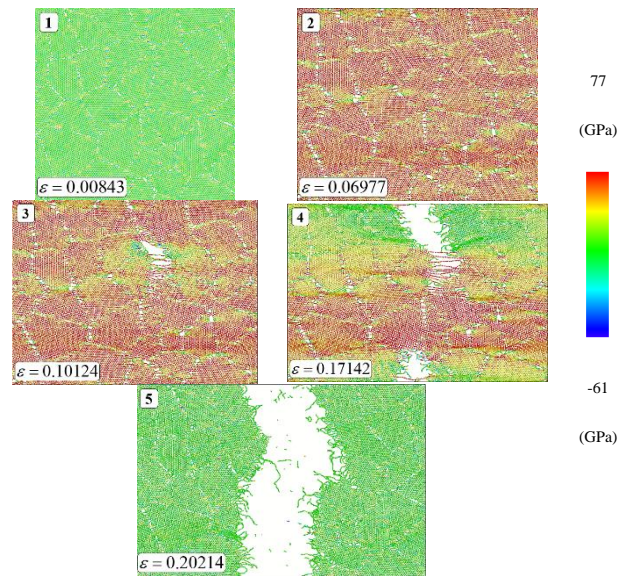 1
ε = 0.00843
2
ε = 0.06977
77
(GPa)
3
ε = 0.10124
4
ε = 0.17142
-61
(GPa)
5
ε = 0.20214